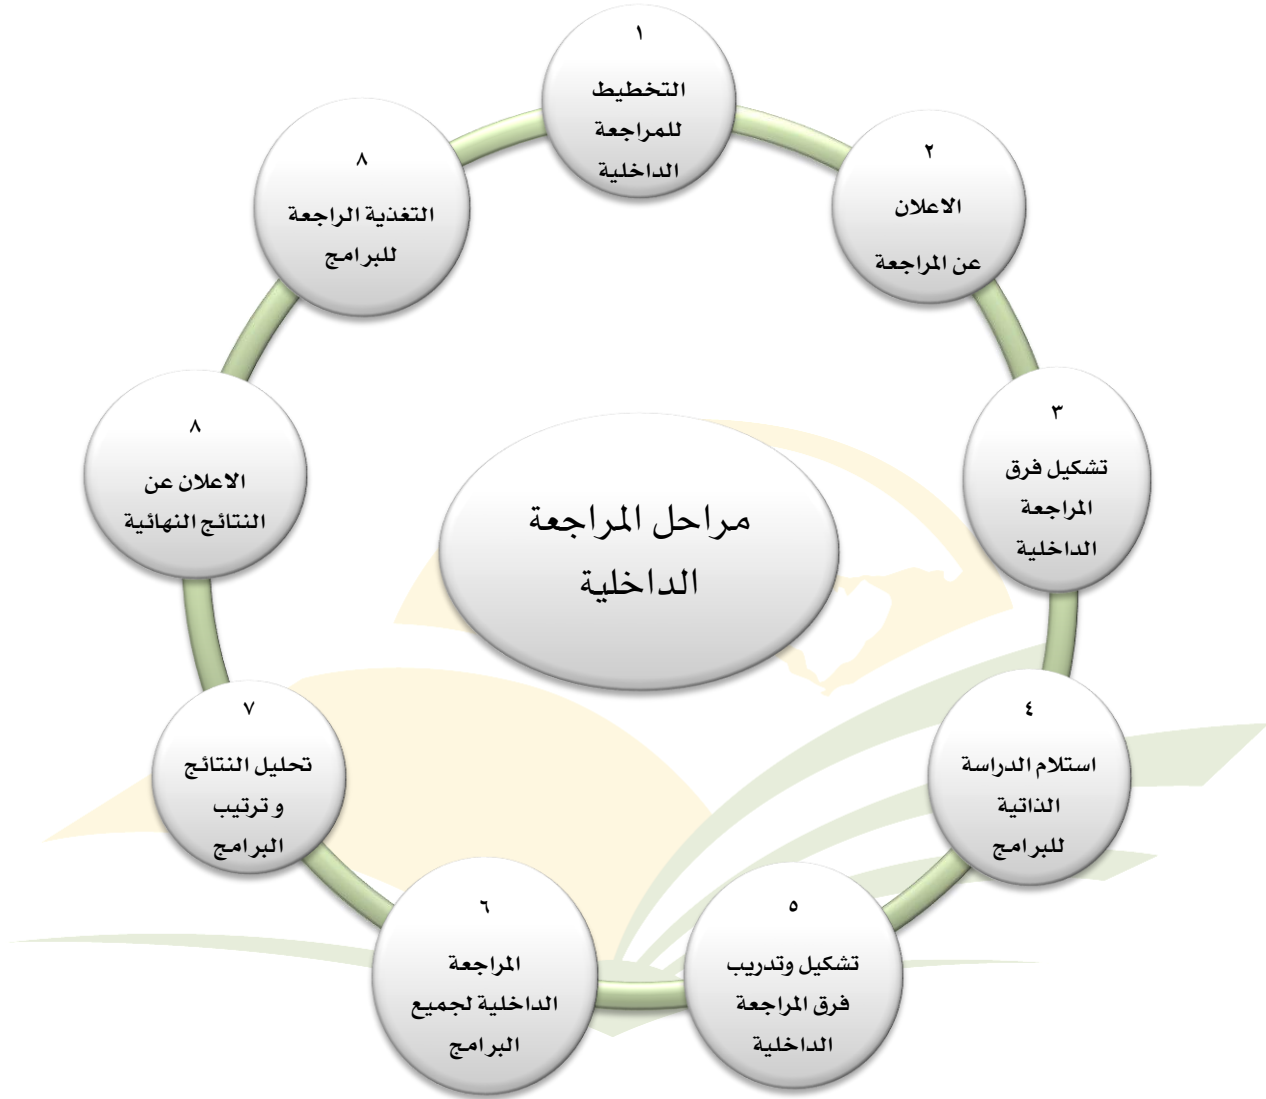 ١
التخطيط
للمراجعة
الداخلية
٢
الاعلان
عن المراجعة
٣
تشكيل فرق
المراجعة
الداخلية
٤
استلام الدراسة
الذاتية
للبرامج
٥
تشكيل وتدريب
فرق المراجعة
الداخلية
٦
المراجعة
الداخلية لجميع
البرامج
٧
تحليل النتائج
و ترتيب
البرامج
٨
الاعلان عن
النتائج النهائية
٨
التغذية الراجعة
للبرامج
مراحل المراجعة
الداخلية